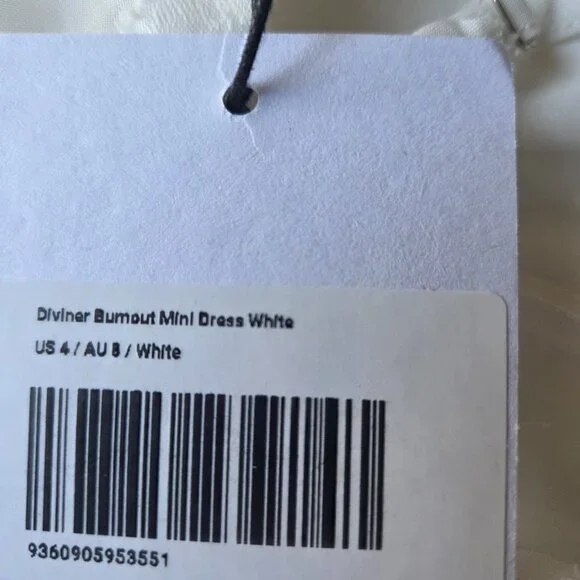 Diviner Burnout Mini Dress White
US 4 / AU 8 / White
9360905953551